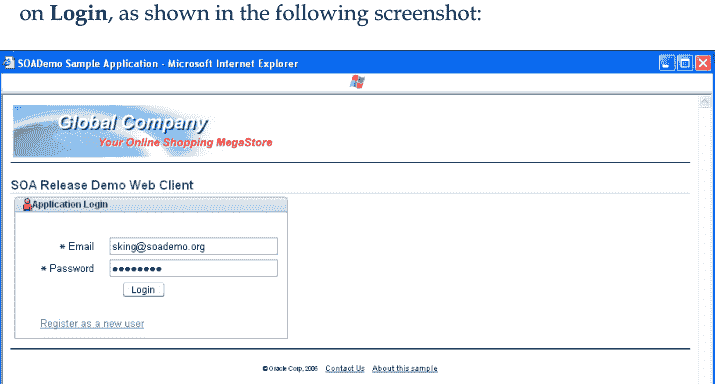 on Login, as shown in the following screenshot:
SOADemo Sample Application - Microsoft Internet Explorer
Global Company
Your Online Shopping MegaStore
SOA Release Demo Web Client
Application Login
* Email sking@soademo.org
* Password ●●●●●●●●
Login
Register as a new user
© Oracle Corp, 2006 Contact Us About this sample